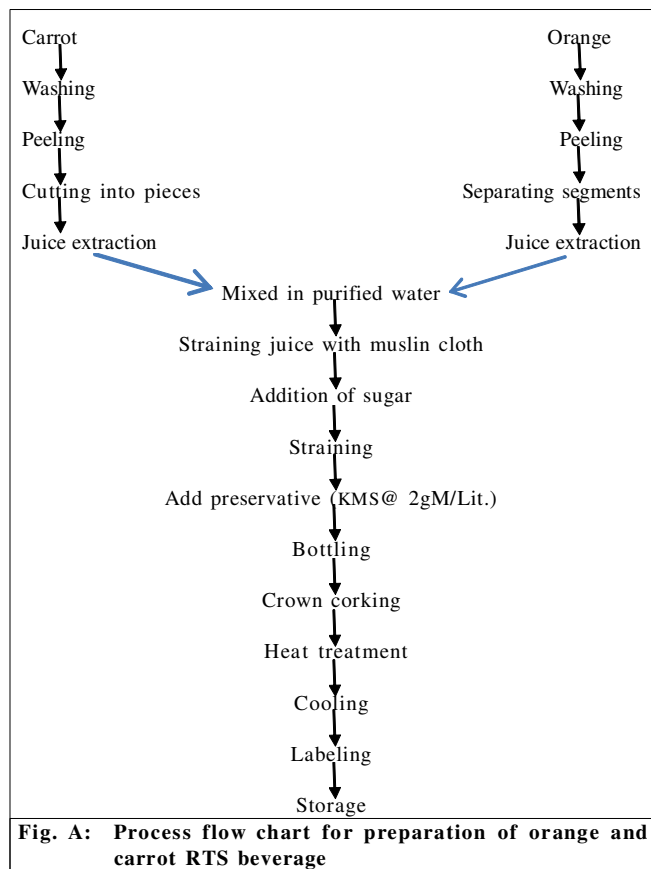 Carrot
Orange
Washing
Washing
Peeling
Peeling
Cutting into pieces
Separating segments
Juice extraction
Juice extraction
Mixed in purified water
Straining juice with muslin cloth
Addition of sugar
Straining
Add preservative (KMS@ 2gM/Lit.)
Bottling
Crown corking
Heat treatment
Cooling
Labeling
Storage
Fig. A: Process flow chart for preparation of orange and
carrot RTS beverage